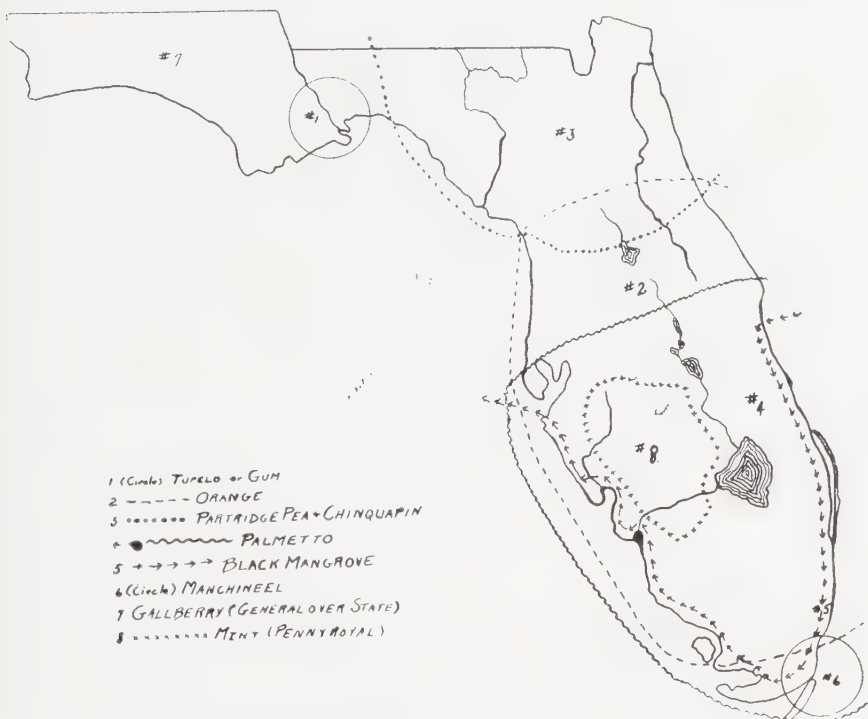 #7
#1
#3
#2
#4
#8
1 (Circle) TUPELO or GUM
2 ------ ORANGE
3 ....... PARTRIDGE PEA + CHINQUAPIN
4 PALMETTO
5 →→→→→ BLACK MANGROVE
6 (Circle) MANCHINEEL
7 GALLBERRY (GENERAL OVER STATE)
8 xxxxxxxx MINT (PENNYROYAL)
#5
#6